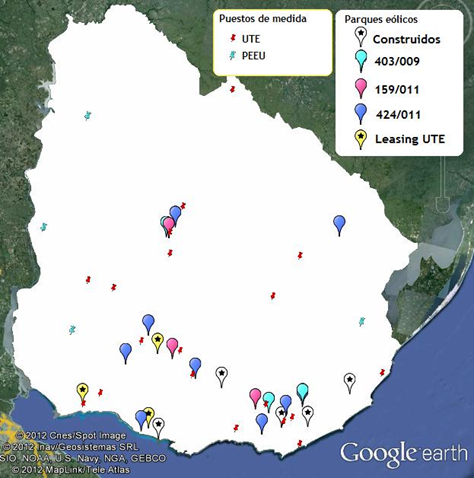 Puestos de medida
UTE
PEEU
Parques eólicos
Construidos
403/009
159/011
424/011
Leasing UTE
© 2012 Cnes/Spot Image
© 2012 Inav/Geosistemas SRL
SIO, NOAA, U.S. Navy, NGA, GEBCO
© 2012 MapLink/Tele Atlas
Google earth